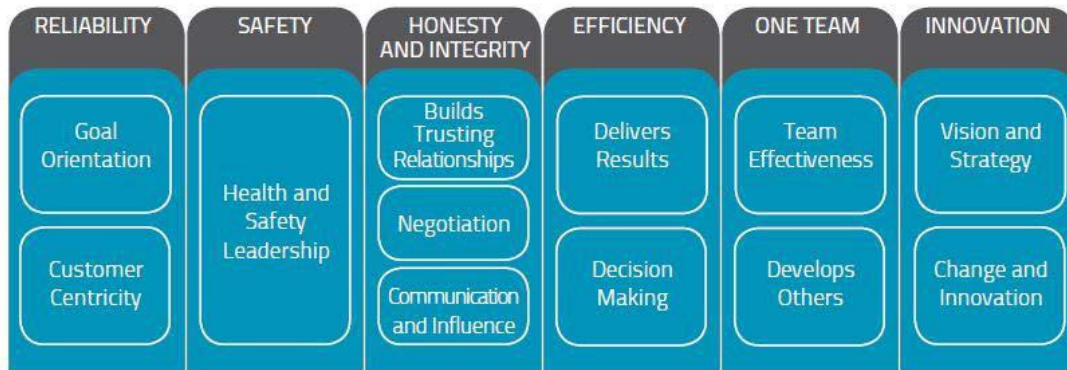 RELIABILITY
Goal
Orientation
Customer
Centricity
SAFETY
Health and
Safety
Leadership
HONESTY
AND INTEGRITY
Builds
Trusting
Relationships
Negotiation
Communication
and Influence
EFFICIENCY
Delivers
Results
Decision
Making
ONE TEAM
Team
Effectiveness
Develops
Others
INNOVATION
Vision and
Strategy
Change and
Innovation